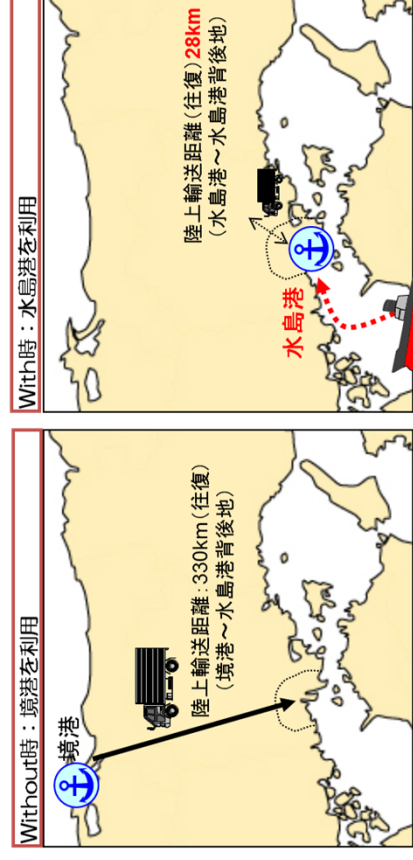 Without時：境港を利用
境港
陸上輸送距離：330km（往復）
（境港～水島港背後地）
With時：水島港を利用
陸上輸送距離（往復）28km
（水島港～水島港背後地）
水島港